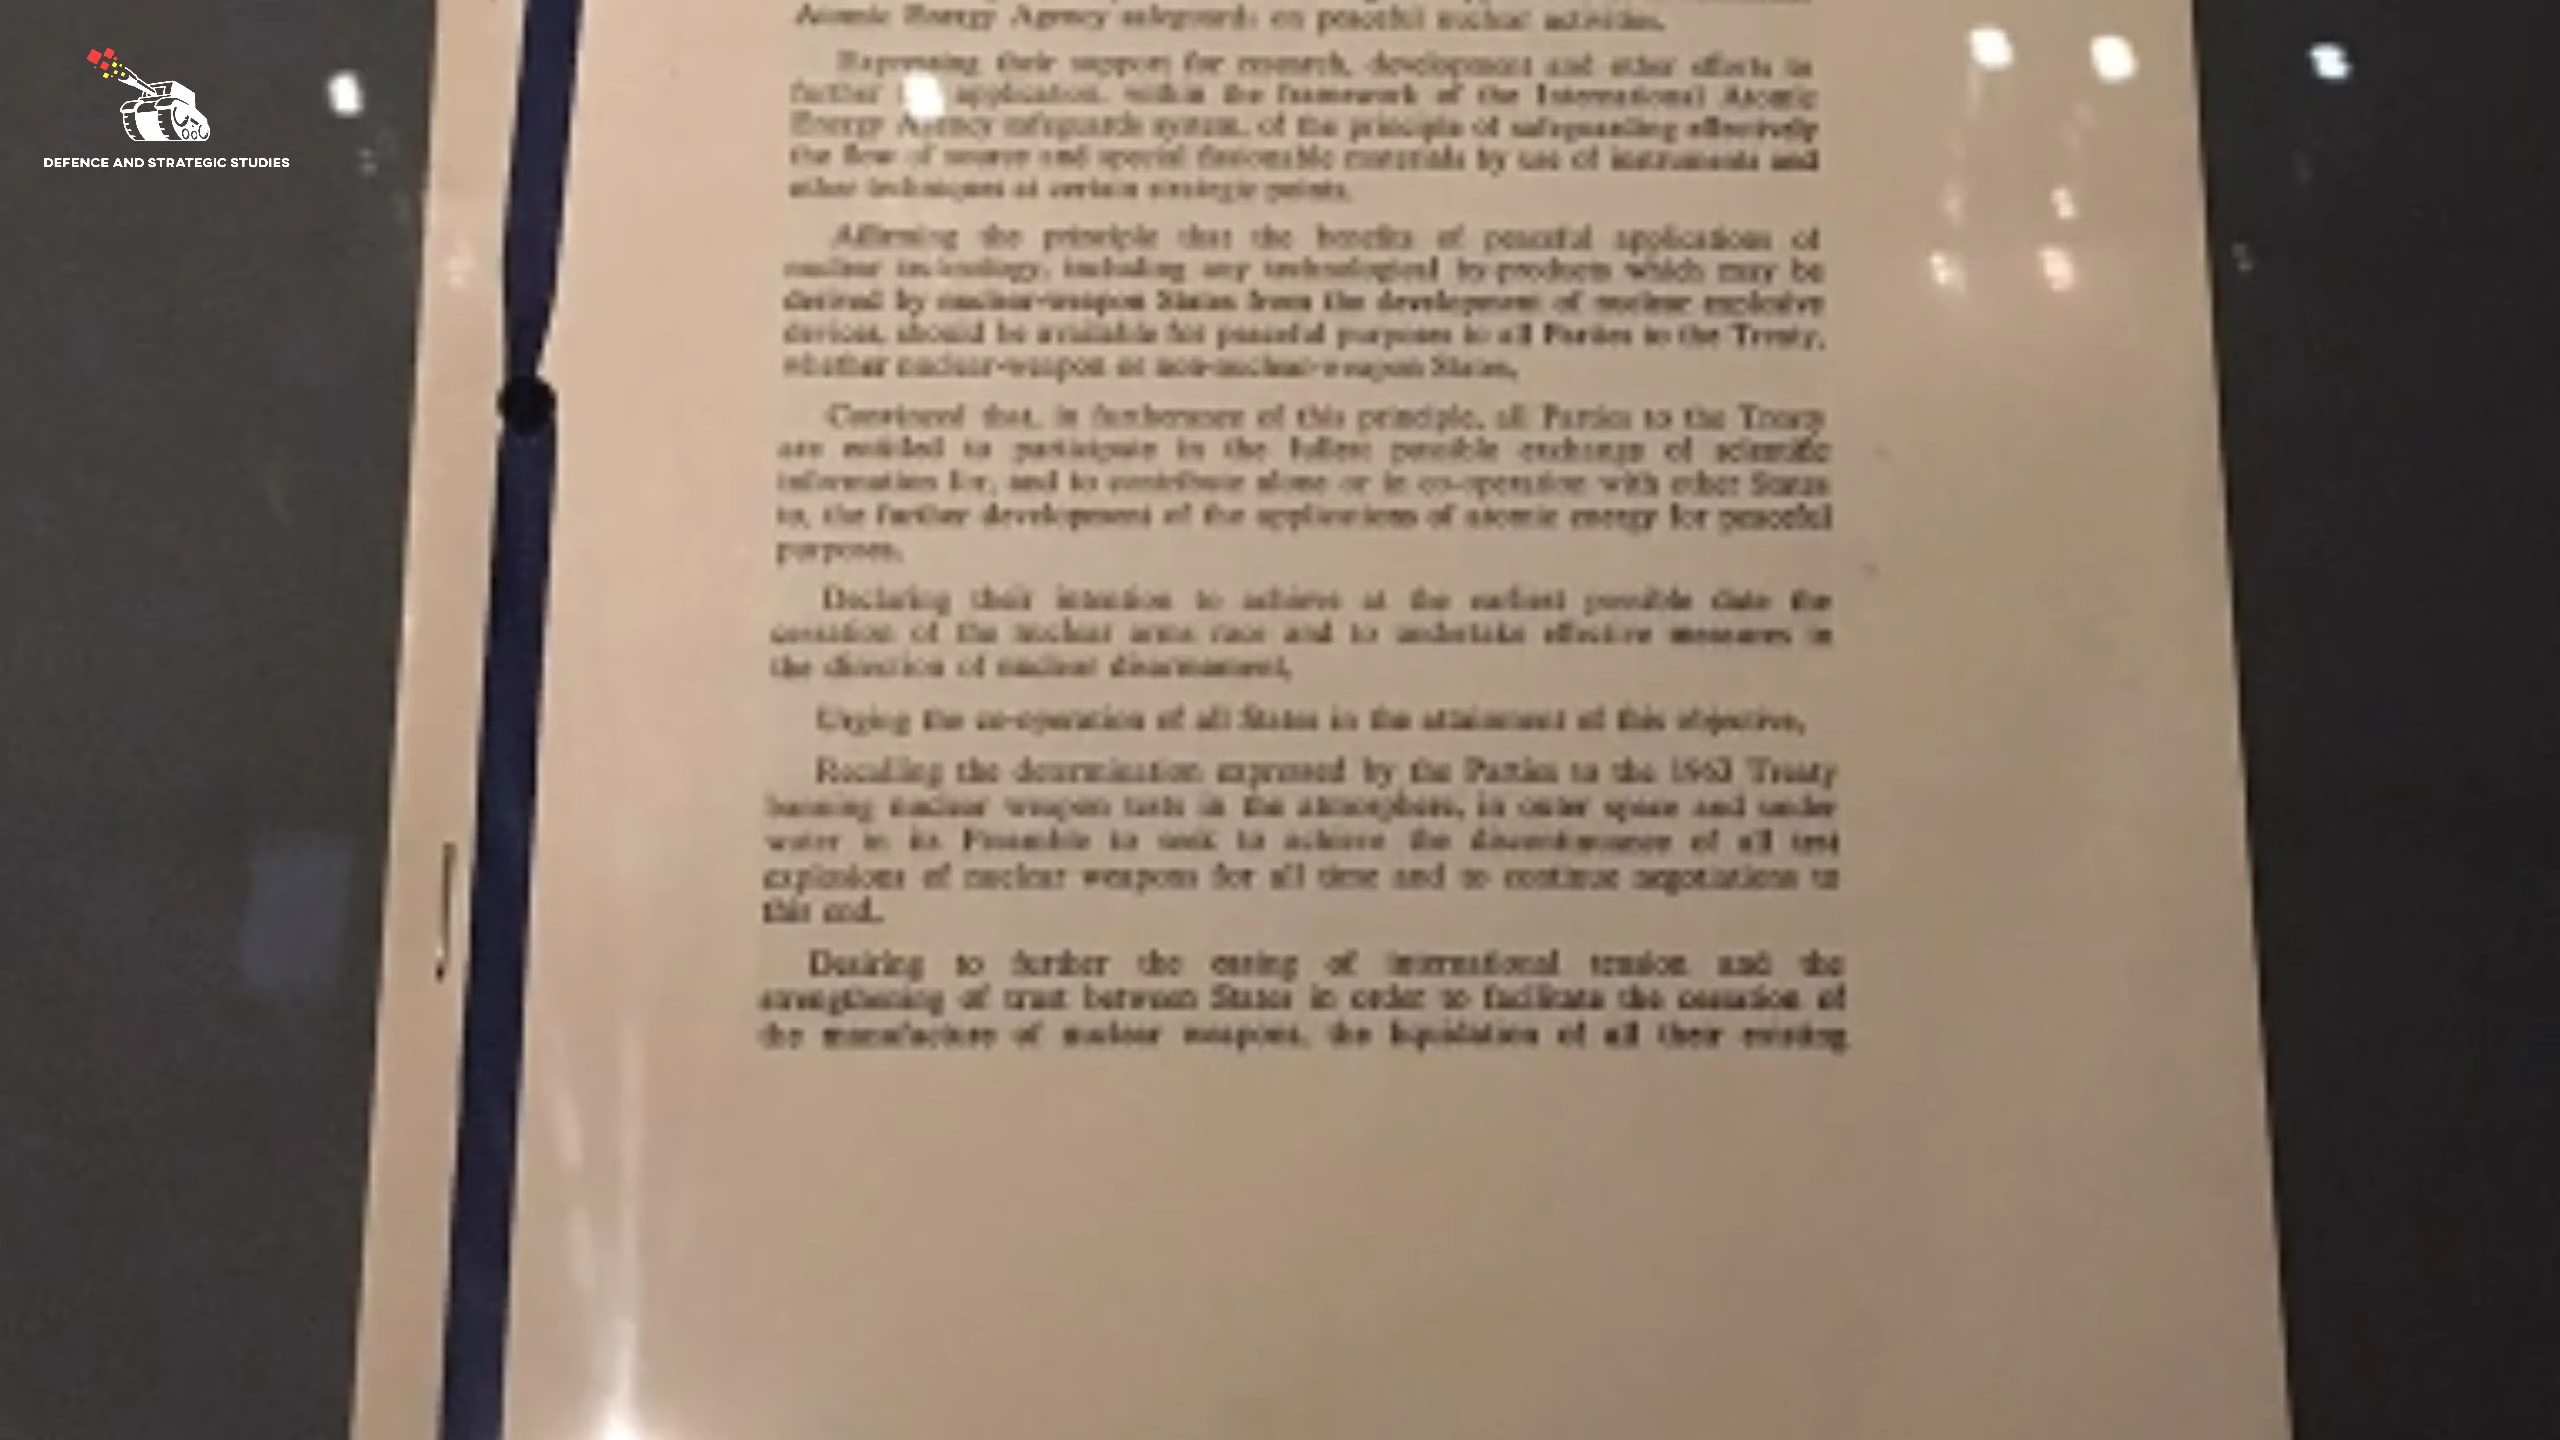 DEFENCE AND STRATEGIC STUDIES
Atomic Energy Agency safeguards on peaceful nuclear activities,
Expressing their support for research, development and other efforts to
further application, within the framework of the International Atomic
Energy Agency safeguards system, of the principle of safeguarding effectively
the flow of source and special fissionable materials by use of instruments and
other techniques at certain strategic points,
Affirming the principle that the benefits of peaceful applications of
nuclear technology, including any technological by-products which may be
derived by nuclear-weapon States from the development of nuclear explosive
devices, should be available for peaceful purposes to all Parties to the Treaty,
whether nuclear-weapon or non-nuclear-weapon States,
Convinced that, in furtherance of this principle, all Parties to the Treaty
are entitled to participate in the fullest possible exchange of scientific
information for, and to contribute alone or in co-operation with other States
to, the further development of the applications of atomic energy for peaceful
purposes,
Declaring their intention to achieve at the earliest possible date the
cessation of the nuclear arms race and to undertake effective measures in
the direction of nuclear disarmament,
Urging the co-operation of all States in the attainment of this objective,
Recalling the determination expressed by the Parties to the 1963 Treaty
banning nuclear weapon tests in the atmosphere, in outer space and under
water in its Preamble to seek to achieve the discontinuance of all test
explosions of nuclear weapons for all time and to continue negotiations to
this end,
Desiring to further the easing of international tension and the
strengthening of trust between States in order to facilitate the cessation of
the manufacture of nuclear weapons, the liquidation of all their existing